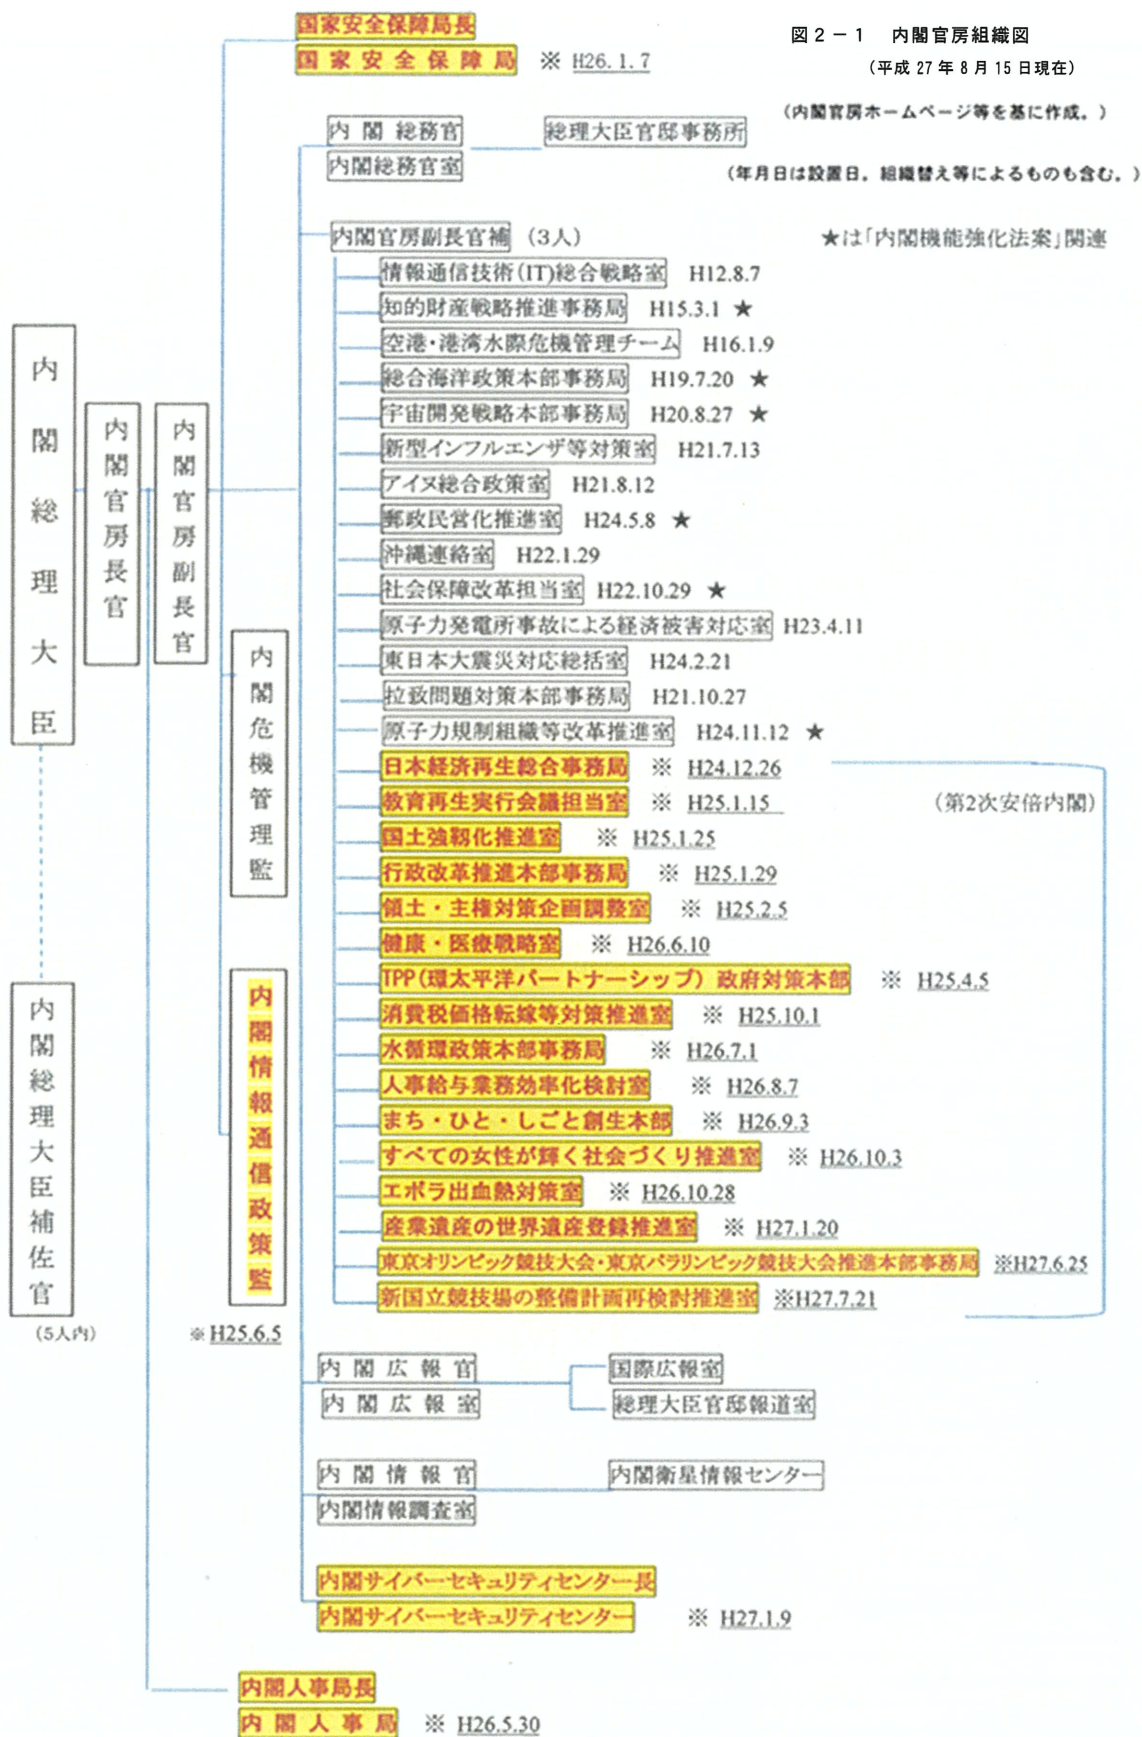 図2-1 内閣官房組織図
(平成27年8月15日現在)
(内閣官房ホームページ等を基に作成。)
(年月日は設置日。組織替え等によるものも含む。)
★は「内閣機能強化法案」関連
内閣総理大臣
内閣官房長官
内閣官房副長官
内閣危機管理監
内閣情報通信政策監
※H25.6.5
内閣総理大臣補佐官
(5人内)
国家安全保障局長
国家安全保障局 ※ H26.1.7
内閣総務官 総理大臣官邸事務所
内閣総務官室
内閣官房副長官補 (3人)
情報通信技術(IT)総合戦略室 H12.8.7
知的財産戦略推進事務局 H15.3.1 ★
空港・港湾水際危機管理チーム H16.1.9
総合海洋政策本部事務局 H19.7.20 ★
宇宙開発戦略本部事務局 H20.8.27 ★
新型インフルエンザ等対策室 H21.7.13
アイヌ総合政策室 H21.8.12
郵政民営化推進室 H24.5.8 ★
沖縄連絡室 H22.1.29
社会保障改革担当室 H22.10.29 ★
原子力発電所事故による経済被害対応室 H23.4.11
東日本大震災対応総括室 H24.2.21
拉致問題対策本部事務局 H21.10.27
原子力規制組織等改革推進室 H24.11.12 ★
日本経済再生総合事務局 ※ H24.12.26
教育再生実行会議担当室 ※ H25.1.15 (第2次安倍内閣)
国土強靱化推進室 ※ H25.1.25
行政改革推進本部事務局 ※ H25.1.29
領土・主権対策企画調整室 ※ H25.2.5
健康・医療戦略室 ※ H26.6.10
TPP(環太平洋パートナーシップ) 政府対策本部 ※ H25.4.5
消費税価格転嫁等対策推進室 ※ H25.10.1
水循環政策本部事務局 ※ H26.7.1
人事給与業務効率化検討室 ※ H26.8.7
まち・ひと・しごと創生本部 ※ H26.9.3
すべての女性が輝く社会づくり推進室 ※ H26.10.3
エボラ出血熱対策室 ※ H26.10.28
産業遺産の世界遺産登録推進室 ※ H27.1.20
東京オリンピック競技大会・東京パラリンピック競技大会推進本部事務局 ※H27.6.25
新国立競技場の整備計画再検討推進室 ※H27.7.21
内閣広報官 国際広報室
内閣広報室 総理大臣官邸報道室
内閣情報官 内閣衛星情報センター
内閣情報調査室
内閣サイバーセキュリティセンター長
内閣サイバーセキュリティセンター ※ H27.1.9
内閣人事局長
内閣人事局 ※ H26.5.30